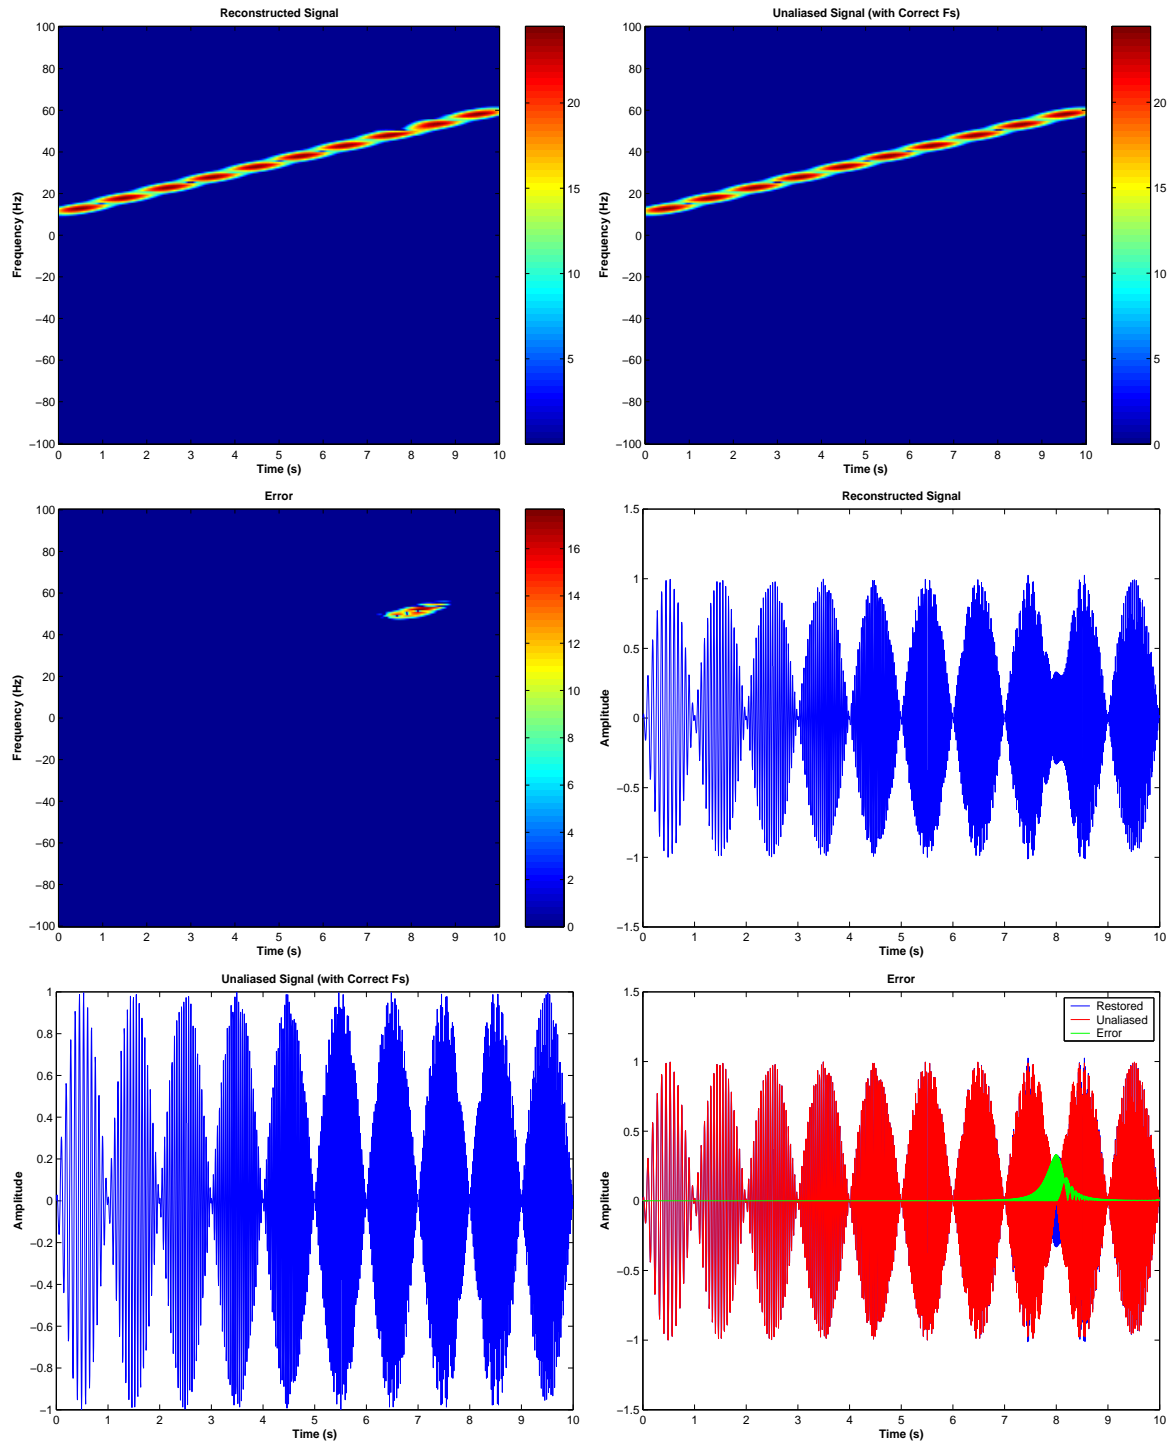 Reconstructed Signal
100
80
60
40
20
0
−20
−40
−60
−80
−100
Frequency (Hz)
0 1 2 3 4 5 6 7 8 9 10
Time (s)
20
15
10
5
Unaliased Signal (with Correct Fs)
100
80
60
40
20
0
−20
−40
−60
−80
−100
Frequency (Hz)
0 1 2 3 4 5 6 7 8 9 10
Time (s)
20
15
10
5
0
Error
100
80
60
40
20
0
−20
−40
−60
−80
−100
Frequency (Hz)
0 1 2 3 4 5 6 7 8 9 10
Time (s)
16
14
12
10
8
6
4
2
0
Reconstructed Signal
1.5
1
0.5
0
−0.5
−1
−1.5
Amplitude
0 1 2 3 4 5 6 7 8 9 10
Time (s)
Unaliased Signal (with Correct Fs)
1
0.8
0.6
0.4
0.2
0
−0.2
−0.4
−0.6
−0.8
−1
Amplitude
0 1 2 3 4 5 6 7 8 9 10
Time (s)
Error
1.5
1
0.5
0
−0.5
−1
−1.5
Amplitude
0 1 2 3 4 5 6 7 8 9 10
Time (s)
Restored
Unaliased
Error